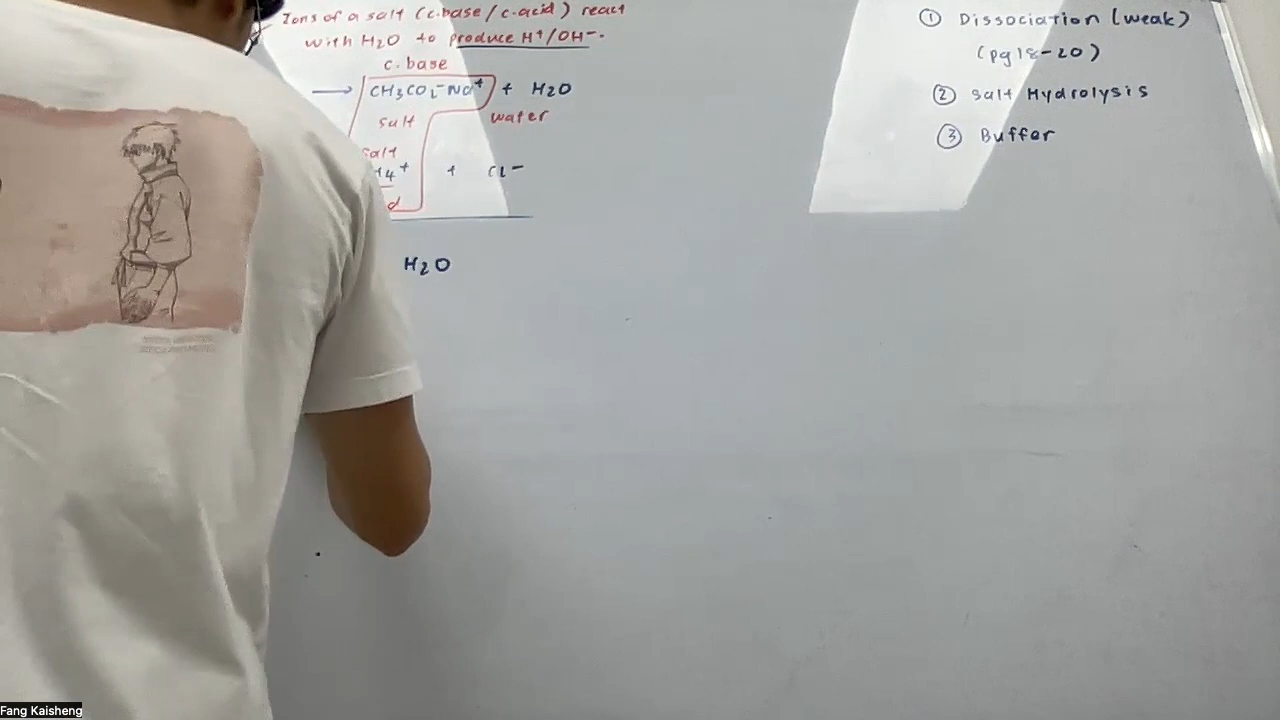 Ions of a salt (c.base / c.acid) react
with H2O to produce H+/OH-.
c.base
→ CH3CO2-Na+ + H2O
salt water
salt
H4+ + Cl-
H2O
① Dissociation (weak)
(pg 18-20)
② Salt Hydrolysis
③ Buffer
Fang Kaisheng